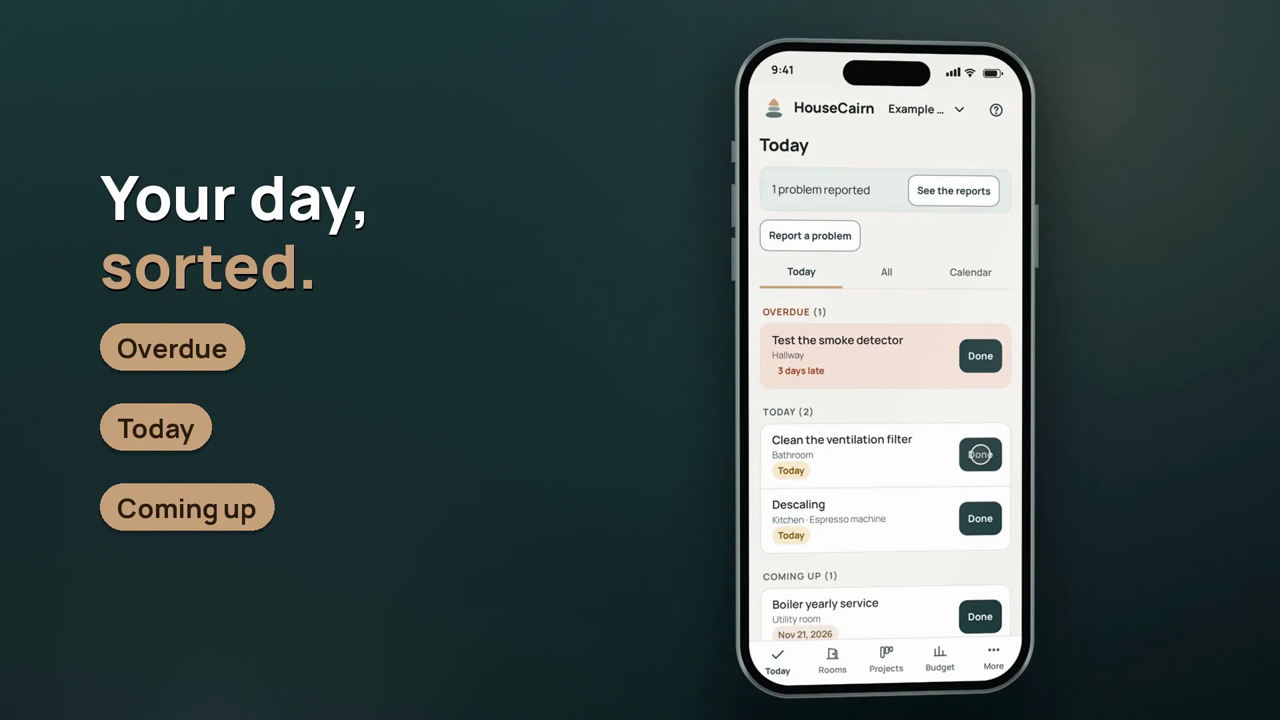 Your day,
sorted.
Overdue
Today
Coming up
9:41
HouseCairn
Example ...
Today
1 problem reported
See the reports
Report a problem
Today
All
Calendar
OVERDUE (1)
Test the smoke detector
Hallway
3 days late
Done
TODAY (2)
Clean the ventilation filter
Bathroom
Today
Done
Descaling
Kitchen · Espresso machine
Today
Done
COMING UP (1)
Boiler yearly service
Utility room
Nov 21, 2026
Done
Today
Rooms
Projects
Budget
More